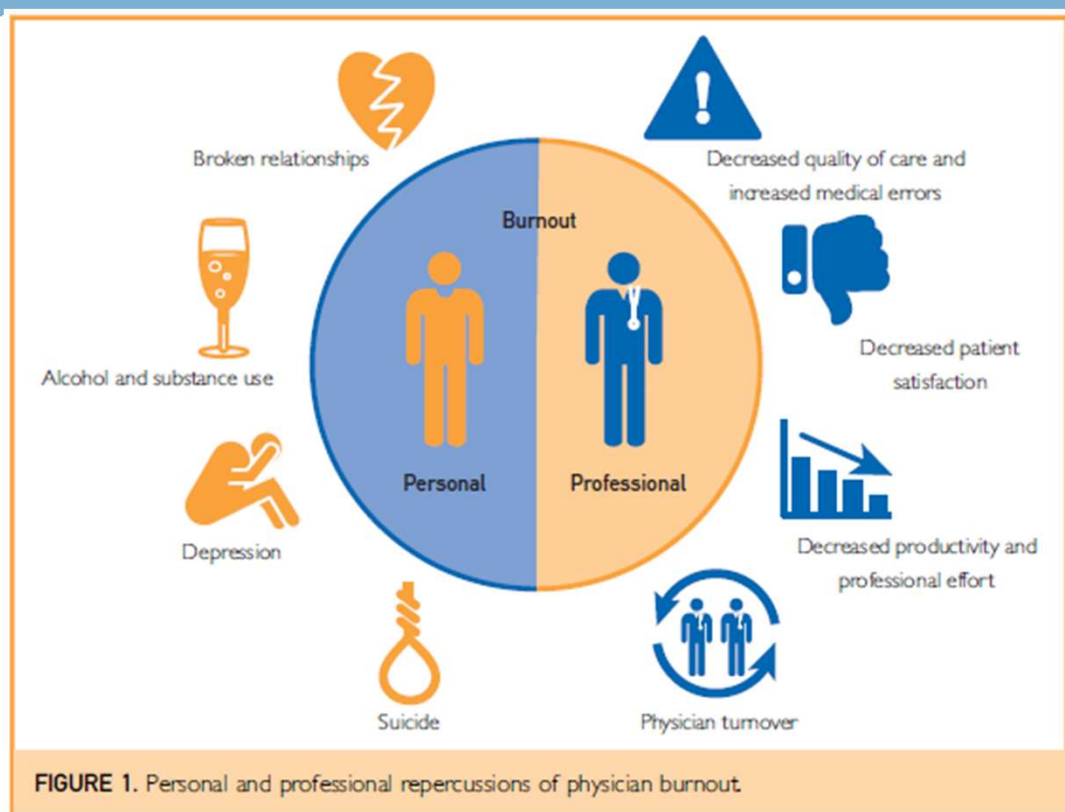 Broken relationships
Alcohol and substance use
Depression
Suicide
Burnout
Personal
Professional
Decreased quality of care and
increased medical errors
Decreased patient
satisfaction
Decreased productivity and
professional effort
Physician turnover
FIGURE 1. Personal and professional repercussions of physician burnout.